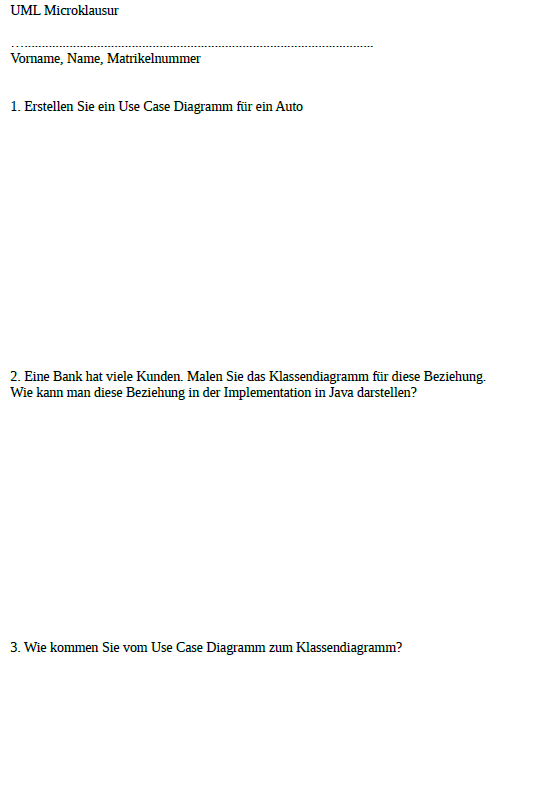 UML Microklausur
….......................................................................................................
Vorname, Name, Matrikelnummer
1. Erstellen Sie ein Use Case Diagramm für ein Auto
2. Eine Bank hat viele Kunden. Malen Sie das Klassendiagramm für diese Beziehung.
Wie kann man diese Beziehung in der Implementation in Java darstellen?
3. Wie kommen Sie vom Use Case Diagramm zum Klassendiagramm?